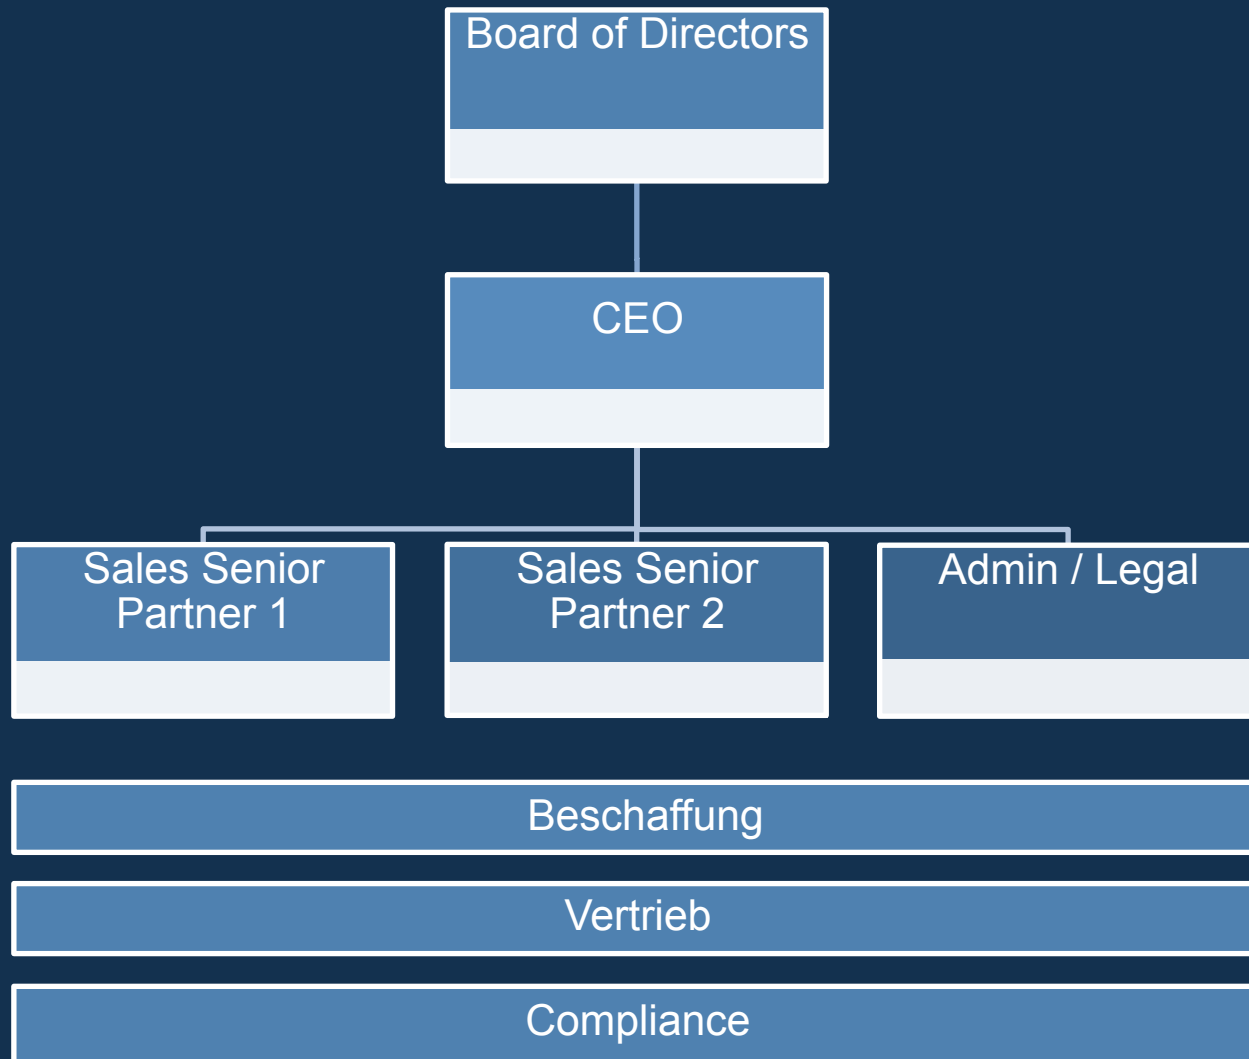 Board of Directors
CEO
Sales Senior
Partner 1
Sales Senior
Partner 2
Admin / Legal
Beschaffung
Vertrieb
Compliance